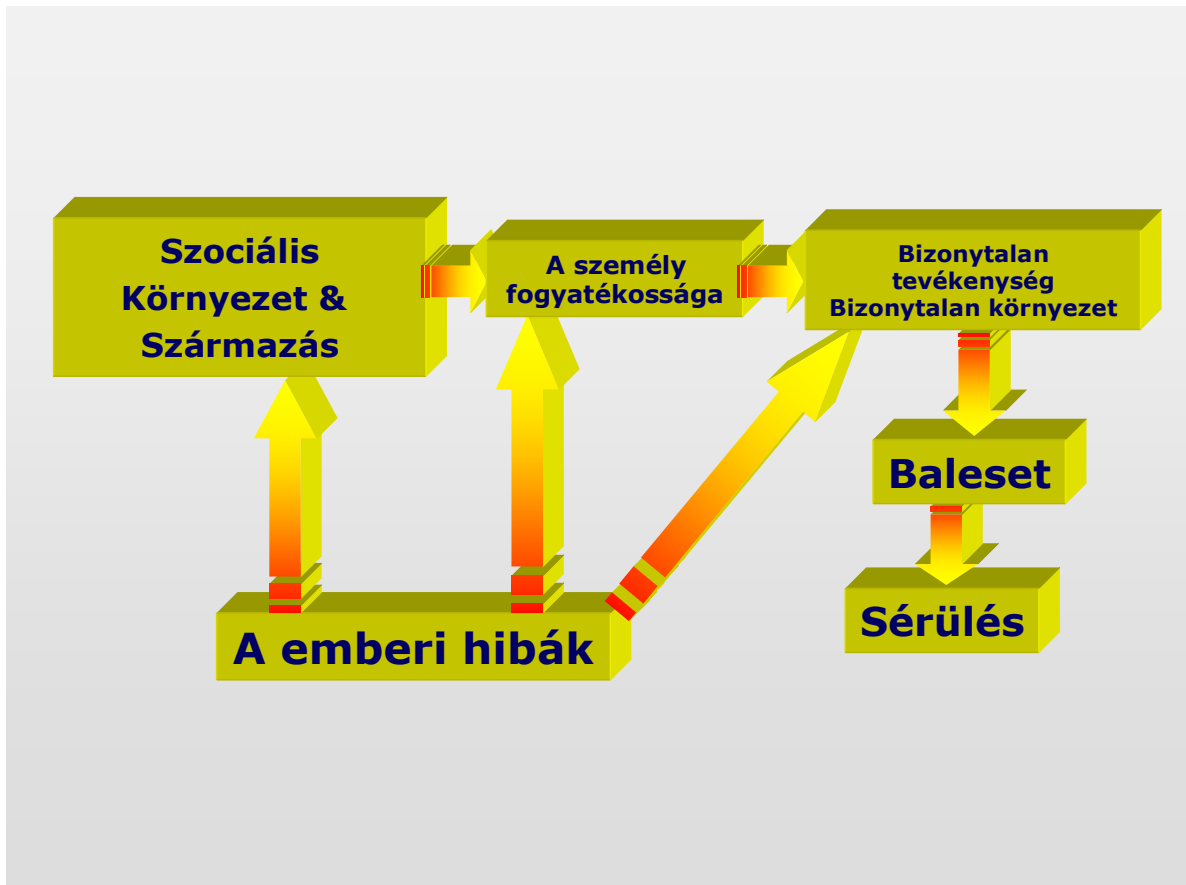 Szociális
Környezet &
Származás
A személy
fogyatékossága
Bizonytalan
tevékenység
Bizonytalan környezet
Baleset
Sérülés
A emberi hibák